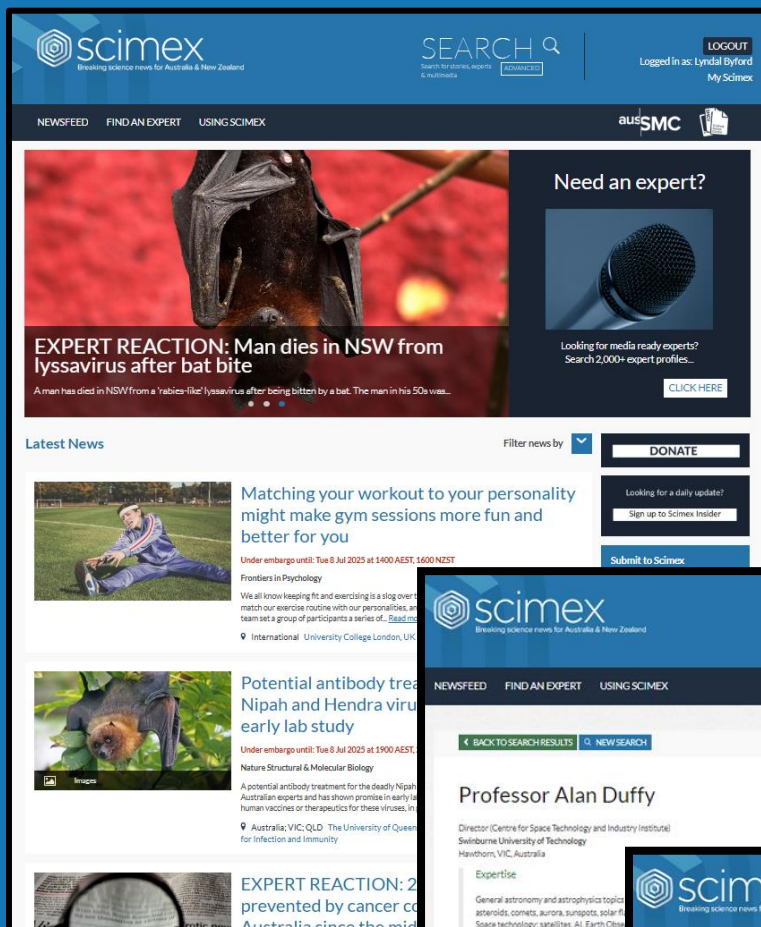 scimex
Breaking science news for Australia & New Zealand
SEARCH
Search for stories, experts
& multimedia
ADVANCED
LOGOUT
Logged in as: Lyndal Byford
My Scimex
NEWSFEED FIND AN EXPERT USING SCIMEX
ausSMC
EXPERT REACTION: Man dies in NSW from
lyssavirus after bat bite
A man has died in NSW from a 'rabies-like' lyssavirus after being bitten by a bat. The man in his 50s was...
Need an expert?
Looking for media ready experts?
Search 2,000+ expert profiles...
CLICK HERE
Latest News
Filter news by
DONATE
Looking for a daily update?
Sign up to Scimex Insider
Submit to Scimex
Matching your workout to your personality
might make gym sessions more fun and
better for you
Under embargo until: Tue 8 Jul 2025 at 1400 AEST, 1600 NZST
Frontiers in Psychology
We all know keeping fit and exercising is a slog over
match our exercise routine with our personalities,
team set a group of participants a series of... Read
International University College London, UK
Potential antibody
Nipah and Hendra
early lab study
Under embargo until: Tue 8 Jul 2025 at 1900 AEST,
Images
Nature Structural & Molecular Biology
A potential antibody treatment for the deadly Nipah
Australian experts and has shown promise in early
human vaccines or therapeutics for these viruses, in
Australia; VIC; QLD The University of
for Infection and Immunity
EXPERT REACTION:
prevented by cancer
Australia since the
scimex
Breaking science news for Australia & New Zealand
NEWSFEED FIND AN EXPERT USING SCIMEX
BACK TO SEARCH RESULTS NEW SEARCH
Professor Alan Duffy
Director (Centre for Space Technology and Industry Institute)
Swinburne University of Technology
Hawthorn, VIC, Australia
Expertise
General astronomy and astrophysics topics
asteroids, comets, aurora, sunspots, solar
Space technology: satellites, AI, Earth
Breaking science news